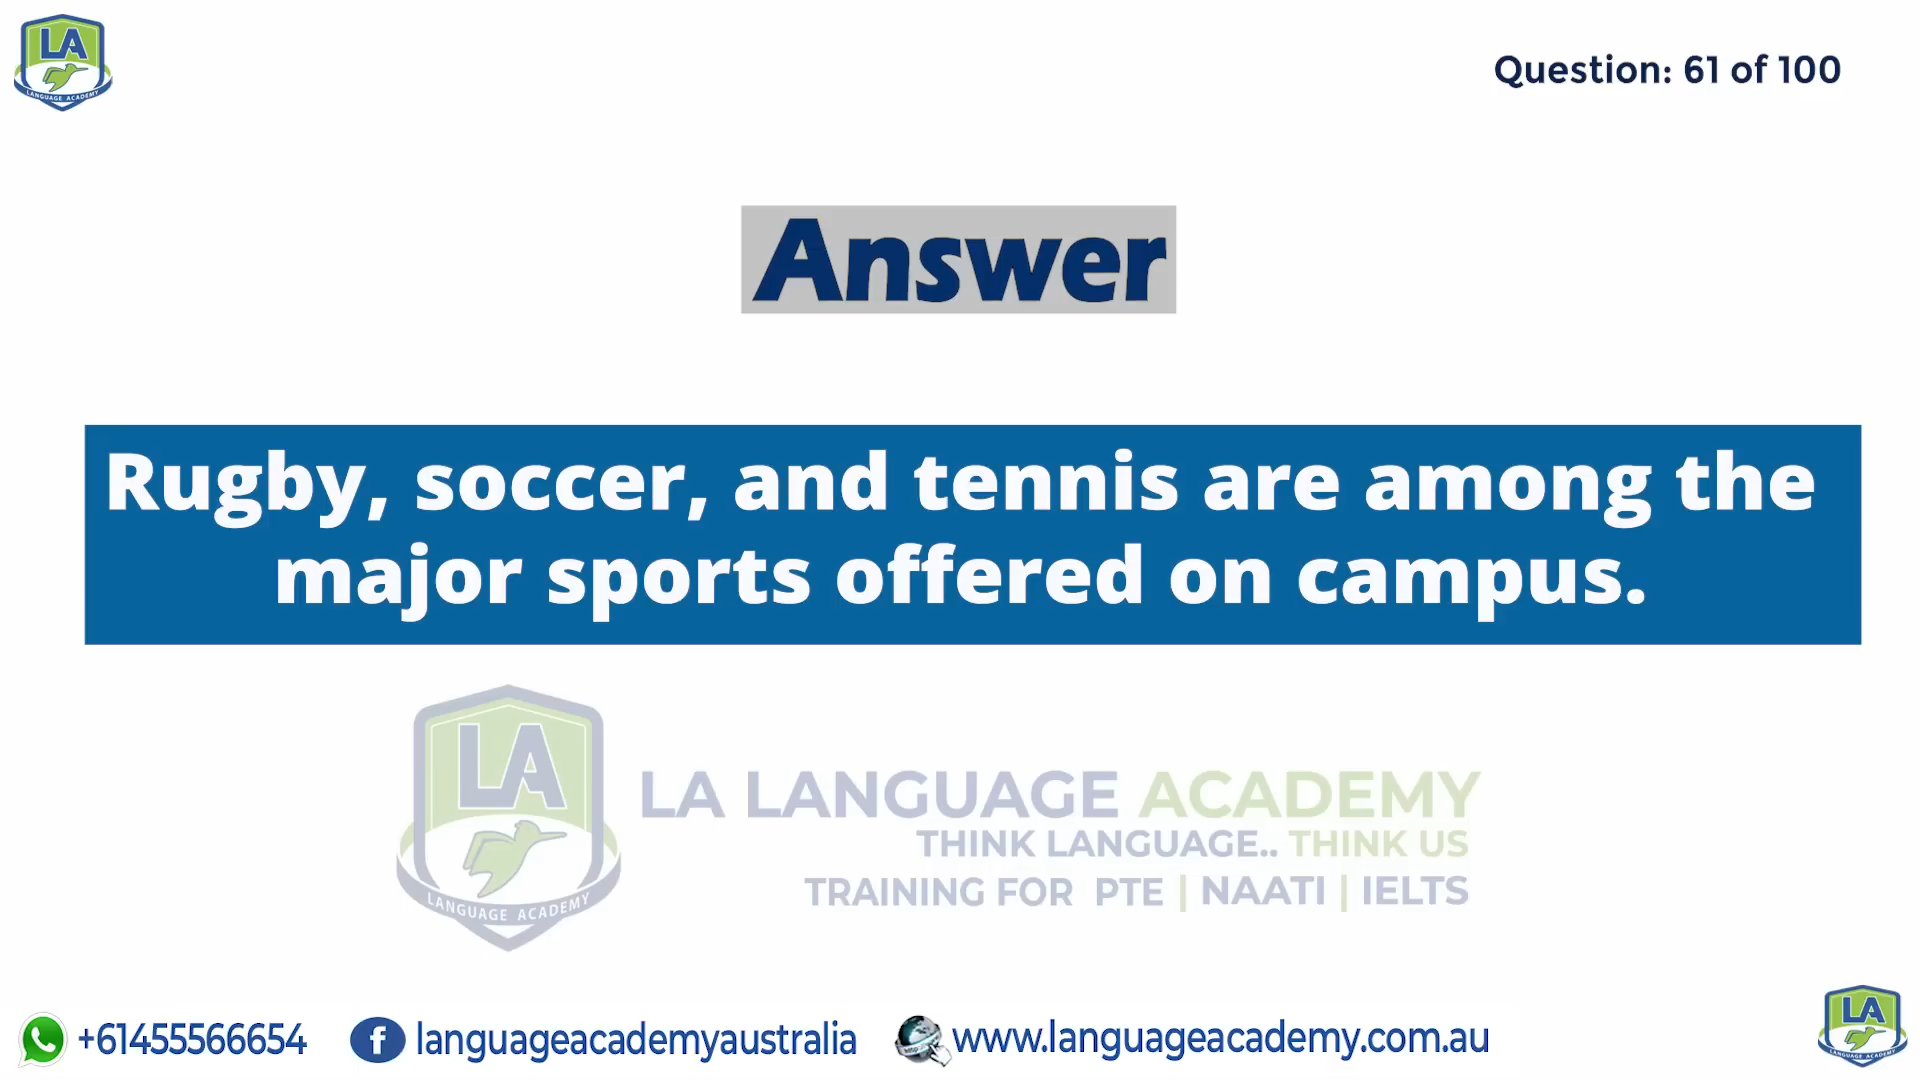 LA
LANGUAGE ACADEMY
Question: 61 of 100
Answer
Rugby, soccer, and tennis are among the
major sports offered on campus.
LA
LANGUAGE ACADEMY
LA LANGUAGE ACADEMY
THINK LANGUAGE.. THINK US
TRAINING FOR PTE | NAATI | IELTS
+61455566654
f
languageacademyaustralia
www.languageacademy.com.au
LA
LANGUAGE ACADEMY